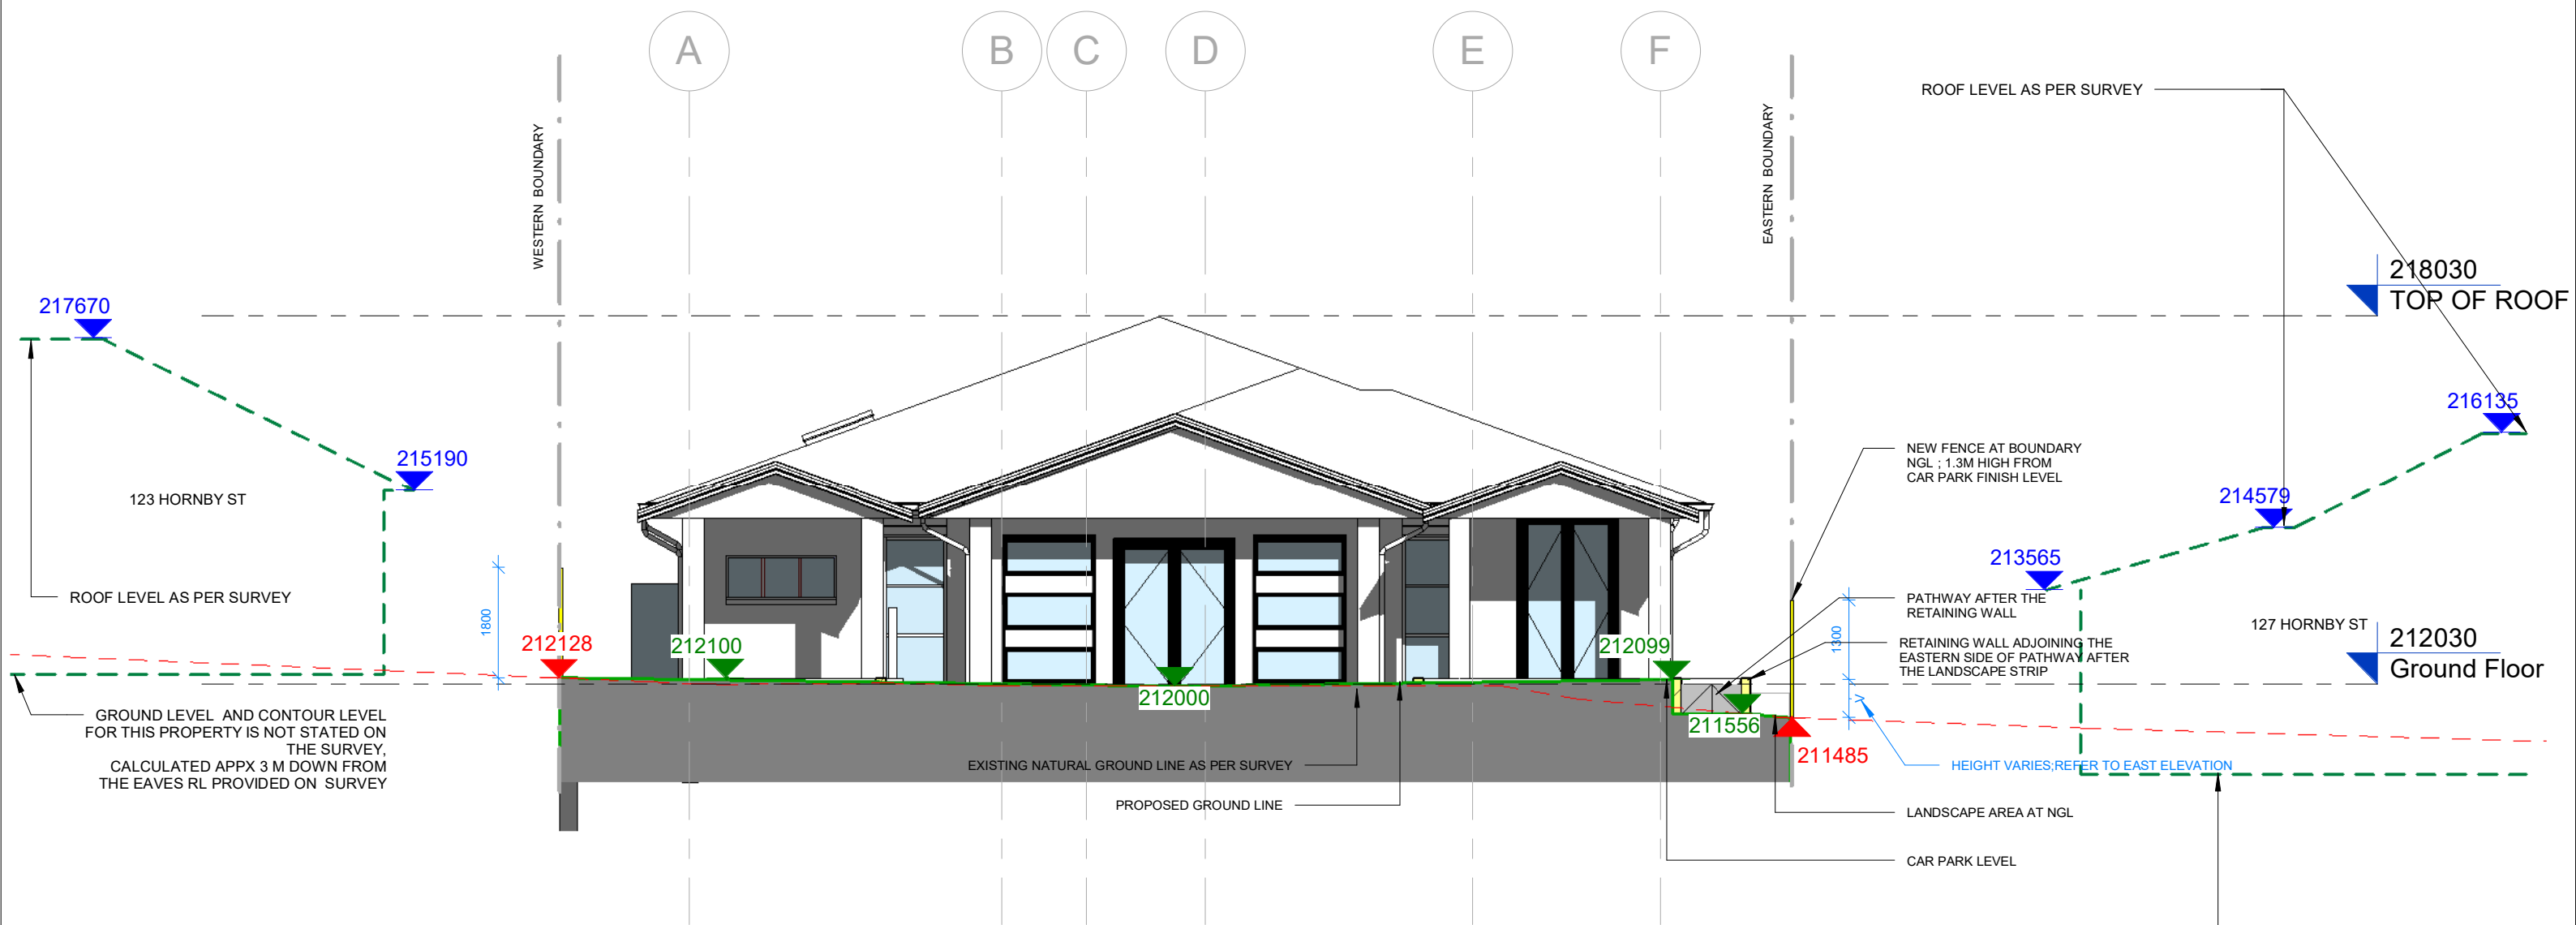 A
B
C
D
E
F
WESTERN BOUNDARY
EASTERN BOUNDARY
ROOF LEVEL AS PER SURVEY
218030
TOP OF ROOF
217670
215190
123 HORNBY ST
ROOF LEVEL AS PER SURVEY
1800
212128
212100
212000
212099
211556
211485
GROUND LEVEL AND CONTOUR LEVEL
FOR THIS PROPERTY IS NOT STATED ON
THE SURVEY,
CALCULATED APPX 3 M DOWN FROM
THE EAVES RL PROVIDED ON SURVEY
EXISTING NATURAL GROUND LINE AS PER SURVEY
PROPOSED GROUND LINE
216135
214579
213565
NEW FENCE AT BOUNDARY
NGL ; 1.3M HIGH FROM
CAR PARK FINISH LEVEL
PATHWAY AFTER THE
RETAINING WALL
1300
RETAINING WALL ADJOINING THE
EASTERN SIDE OF PATHWAY AFTER
THE LANDSCAPE STRIP
127 HORNBY ST
212030
Ground Floor
V
HEIGHT VARIES;REFER TO EAST ELEVATION
LANDSCAPE AREA AT NGL
CAR PARK LEVEL